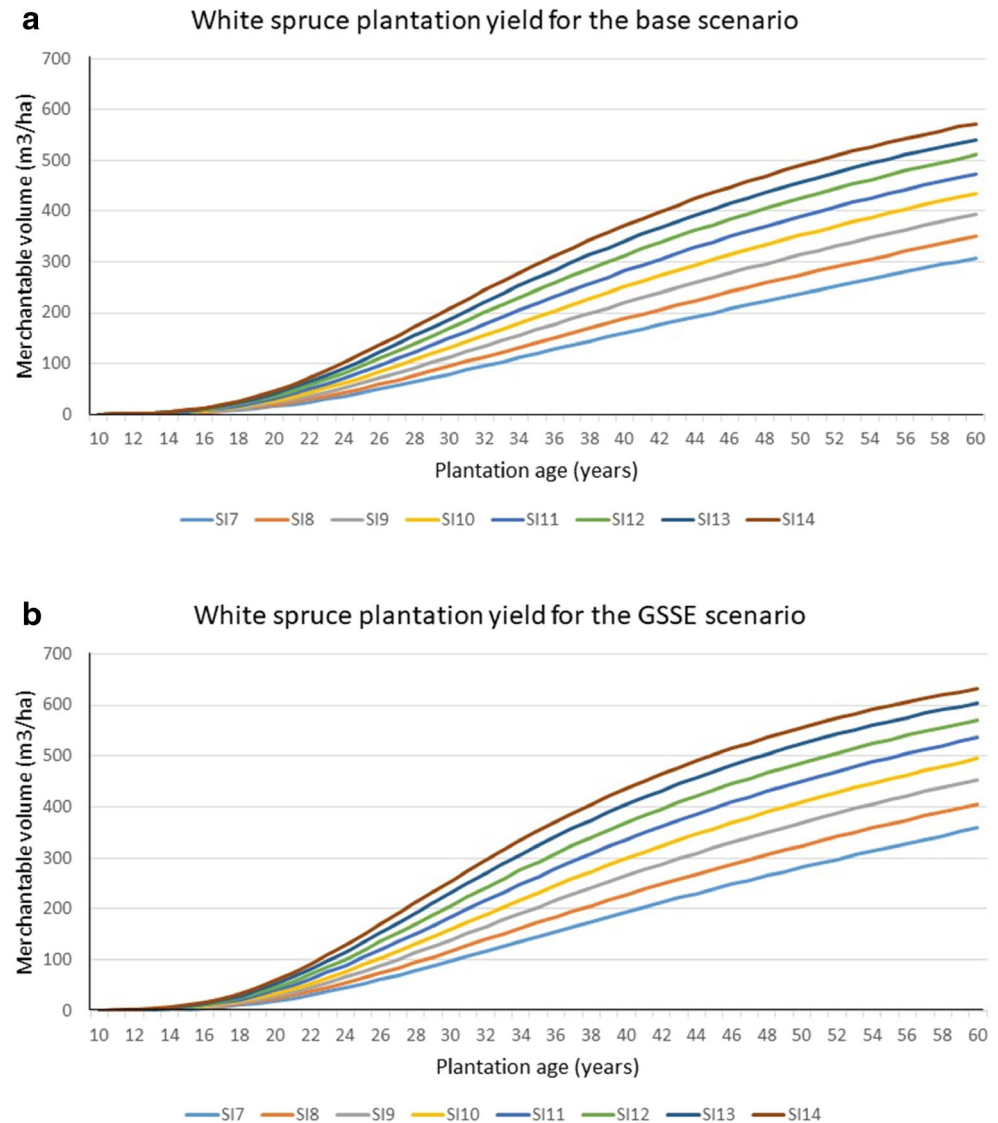 a
White spruce plantation yield for the base scenario
Merchantable volume (m3/ha)
700
600
500
400
300
200
100
0
10 12 14 16 18 20 22 24 26 28 30 32 34 36 38 40 42 44 46 48 50 52 54 56 58 60
Plantation age (years)
SI7 SI8 SI9 SI10 SI11 SI12 SI13 SI14
b
White spruce plantation yield for the GSSE scenario
Merchantable volume (m3/ha)
700
600
500
400
300
200
100
0
10 12 14 16 18 20 22 24 26 28 30 32 34 36 38 40 42 44 46 48 50 52 54 56 58 60
Plantation age (years)
SI7 SI8 SI9 SI10 SI11 SI12 SI13 SI14